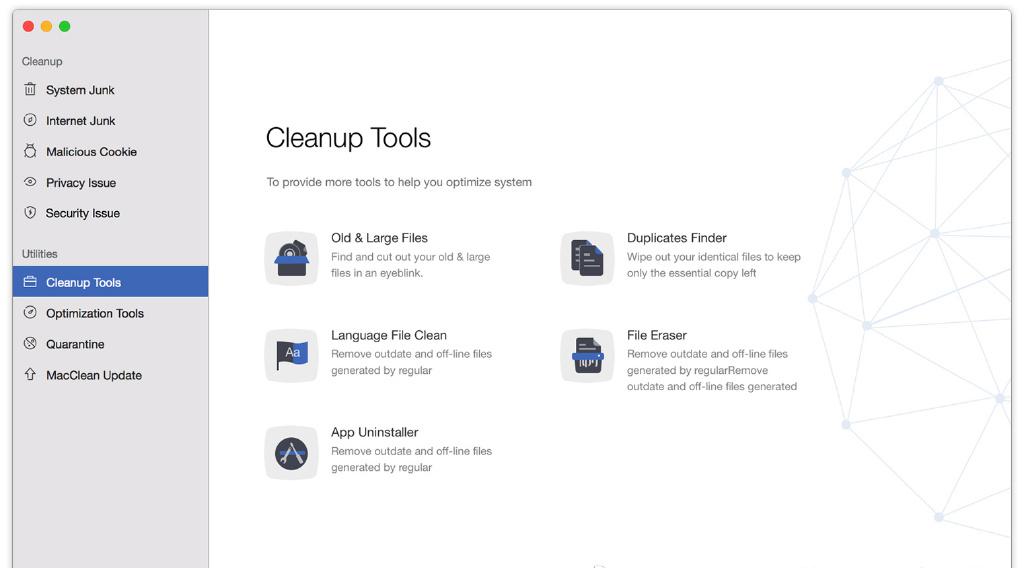 Cleanup
System Junk
Internet Junk
Malicious Cookie
Privacy Issue
Security Issue
Utilities
Cleanup Tools
Optimization Tools
Quarantine
MacClean Update
Cleanup Tools
To provide more tools to help you optimize system
Old & Large Files
Find and cut out your old & large
files in an eyeblink.
Duplicates Finder
Wipe out your identical files to keep
only the essential copy left
Language File Clean
Remove outdate and off-line files
generated by regular
Aa
File Eraser
Remove outdate and off-line files
generated by regularRemove
outdate and off-line files generated
App Uninstaller
Remove outdate and off-line files
generated by regular